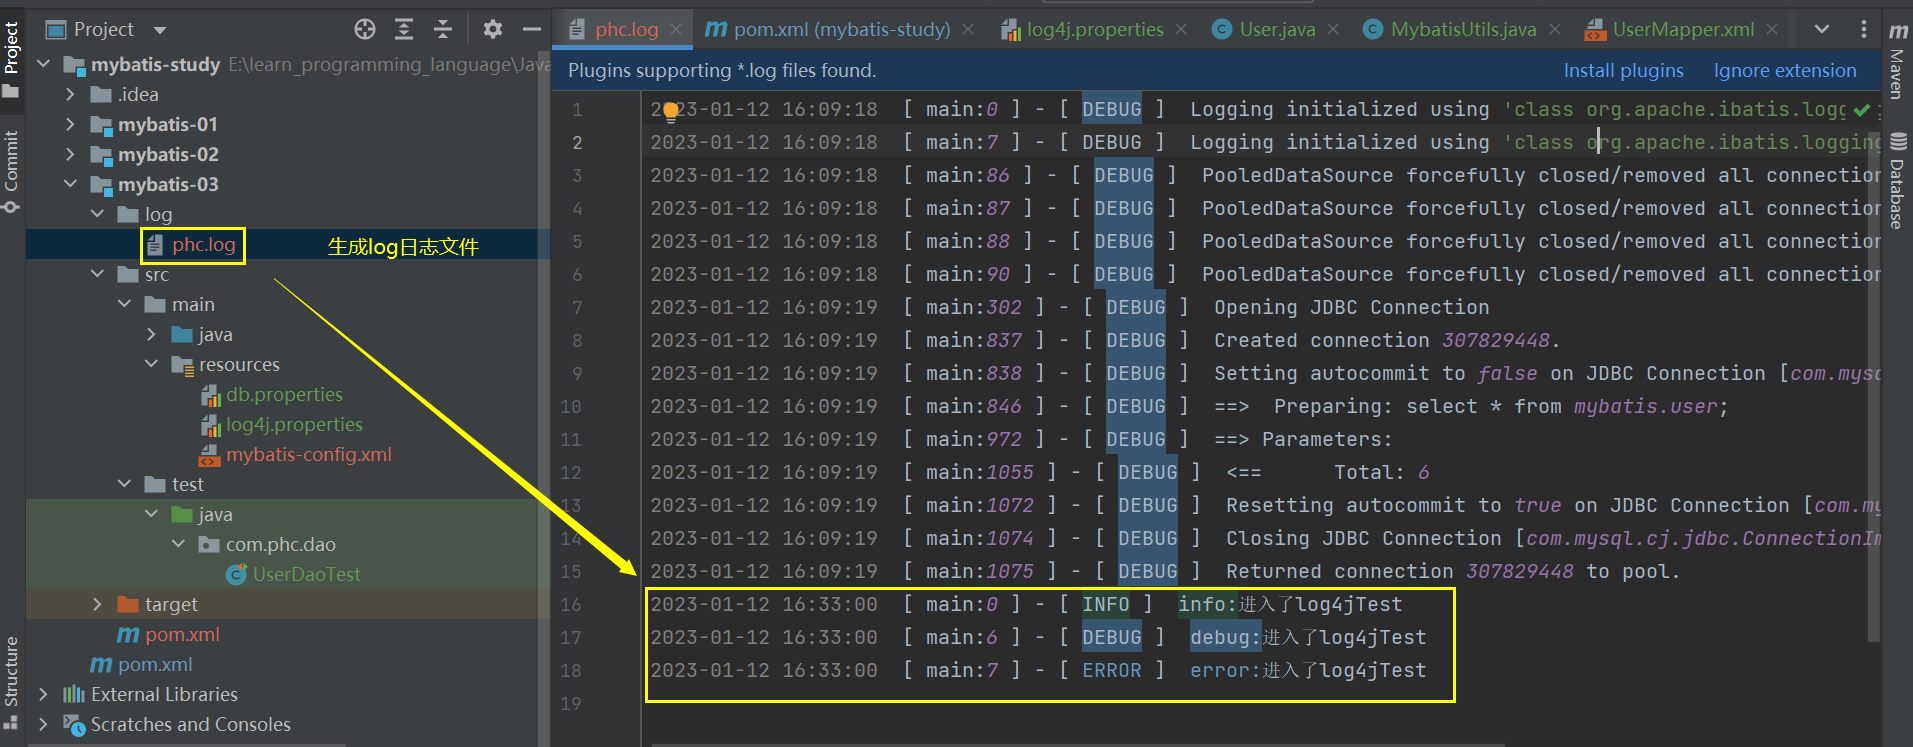 Project
phc.log
pom.xml (mybatis-study)
log4j.properties
User.java
MybatisUtils.java
UserMapper.xml
Project
Commit
Structure
Maven
Database
mybatis-study E:\learn_programming_language\Java
.idea
mybatis-01
mybatis-02
mybatis-03
log
phc.log
生成log日志文件
src
main
java
resources
db.properties
log4j.properties
mybatis-config.xml
test
java
com.phc.dao
UserDaoTest
target
pom.xml
pom.xml
External Libraries
Scratches and Consoles
Plugins supporting *.log files found.
Install plugins
Ignore extension
1 2023-01-12 16:09:18 [ main:0 ] - [ DEBUG ] Logging initialized using 'class org.apache.ibatis.logg
2 2023-01-12 16:09:18 [ main:7 ] - [ DEBUG ] Logging initialized using 'class org.apache.ibatis.logging
3 2023-01-12 16:09:18 [ main:86 ] - [ DEBUG ] PooledDataSource forcefully closed/removed all connection
4 2023-01-12 16:09:18 [ main:87 ] - [ DEBUG ] PooledDataSource forcefully closed/removed all connection
5 2023-01-12 16:09:18 [ main:88 ] - [ DEBUG ] PooledDataSource forcefully closed/removed all connection
6 2023-01-12 16:09:18 [ main:90 ] - [ DEBUG ] PooledDataSource forcefully closed/removed all connection
7 2023-01-12 16:09:19 [ main:302 ] - [ DEBUG ] Opening JDBC Connection
8 2023-01-12 16:09:19 [ main:837 ] - [ DEBUG ] Created connection 307829448.
9 2023-01-12 16:09:19 [ main:838 ] - [ DEBUG ] Setting autocommit to false on JDBC Connection [com.mysq
10 2023-01-12 16:09:19 [ main:846 ] - [ DEBUG ] ==> Preparing: select * from mybatis.user;
11 2023-01-12 16:09:19 [ main:972 ] - [ DEBUG ] ==> Parameters:
12 2023-01-12 16:09:19 [ main:1055 ] - [ DEBUG ] <== Total: 6
13 2023-01-12 16:09:19 [ main:1072 ] - [ DEBUG ] Resetting autocommit to true on JDBC Connection [com.my
14 2023-01-12 16:09:19 [ main:1074 ] - [ DEBUG ] Closing JDBC Connection [com.mysql.cj.jdbc.ConnectionIm
15 2023-01-12 16:09:19 [ main:1075 ] - [ DEBUG ] Returned connection 307829448 to pool.
16 2023-01-12 16:33:00 [ main:0 ] - [ INFO ] info:进入了log4jTest
17 2023-01-12 16:33:00 [ main:6 ] - [ DEBUG ] debug:进入了log4jTest
18 2023-01-12 16:33:00 [ main:7 ] - [ ERROR ] error:进入了log4jTest
19